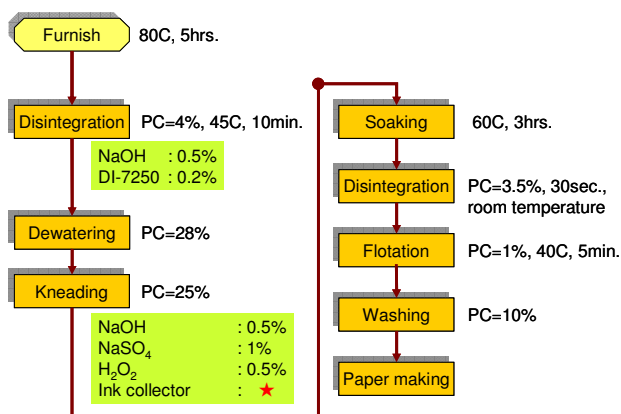 Furnish 80C, 5hrs.
Disintegration PC=4%, 45C, 10min.
NaOH : 0.5%
DI-7250 : 0.2%
Dewatering PC=28%
Kneading PC=25%
NaOH : 0.5%
NaSO4 : 1%
H2O2 : 0.5%
Ink collector : ★
Soaking 60C, 3hrs.
Disintegration PC=3.5%, 30sec.,
room temperature
Flotation PC=1%, 40C, 5min.
Washing PC=10%
Paper making